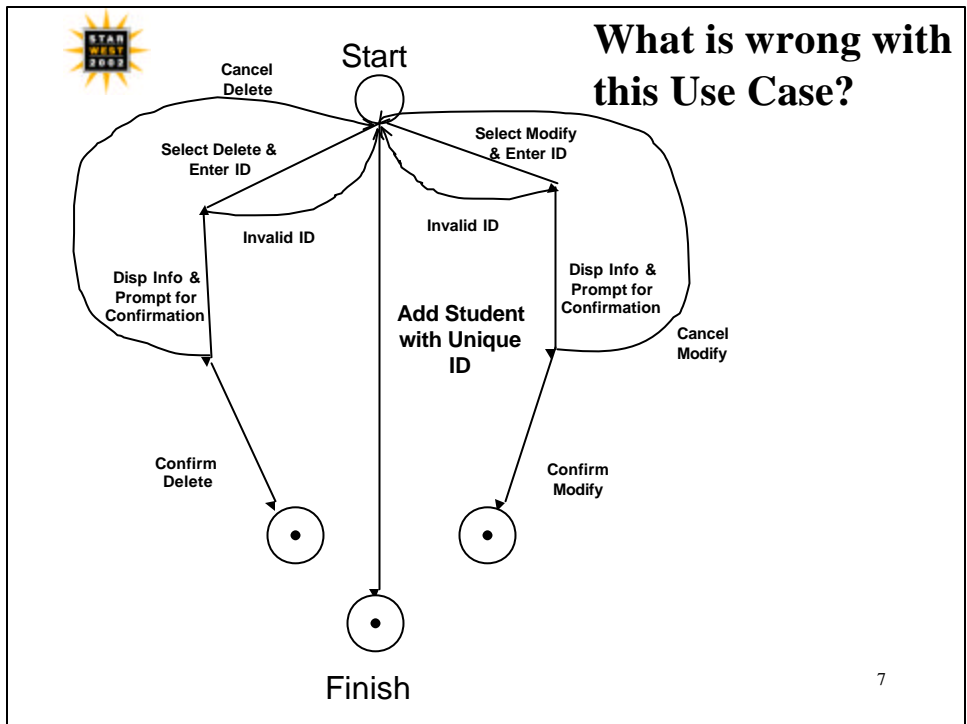 STAR
WEST
2002
What is wrong with
this Use Case?
Start
Cancel
Delete
Select Delete &
Enter ID
Select Modify
& Enter ID
Invalid ID
Invalid ID
Disp Info &
Prompt for
Confirmation
Disp Info &
Prompt for
Confirmation
Add Student
with Unique
ID
Cancel
Modify
Confirm
Delete
Confirm
Modify
Finish
7